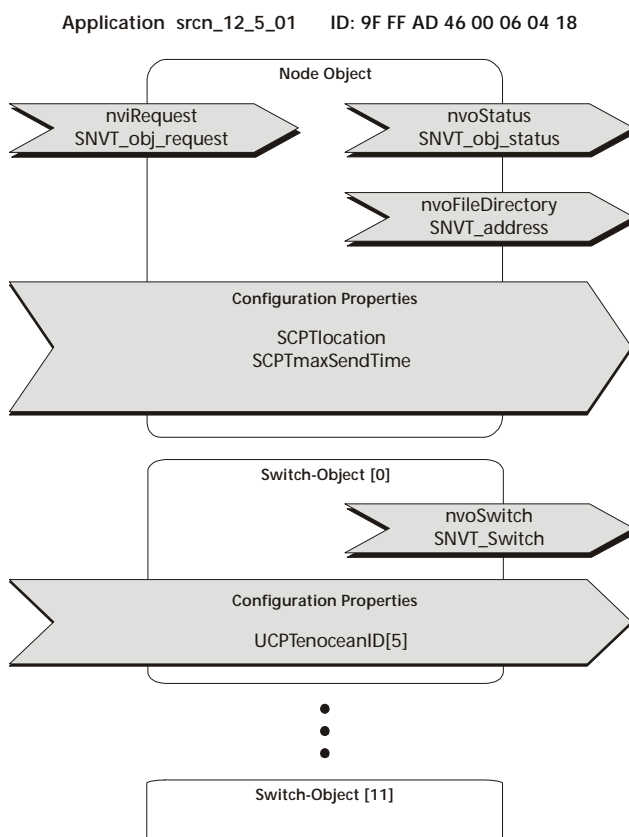 Application srcn_12_5_01 ID: 9F FF AD 46 00 06 04 18
Node Object
nviRequest
SNVT_obj_request
nvoStatus
SNVT_obj_status
nvoFileDirectory
SNVT_address
Configuration Properties
SCPTlocation
SCPTmaxSendTime
Switch-Object [0]
nvoSwitch
SNVT_Switch
Configuration Properties
UCPTenoceanID[5]
Switch-Object [11]